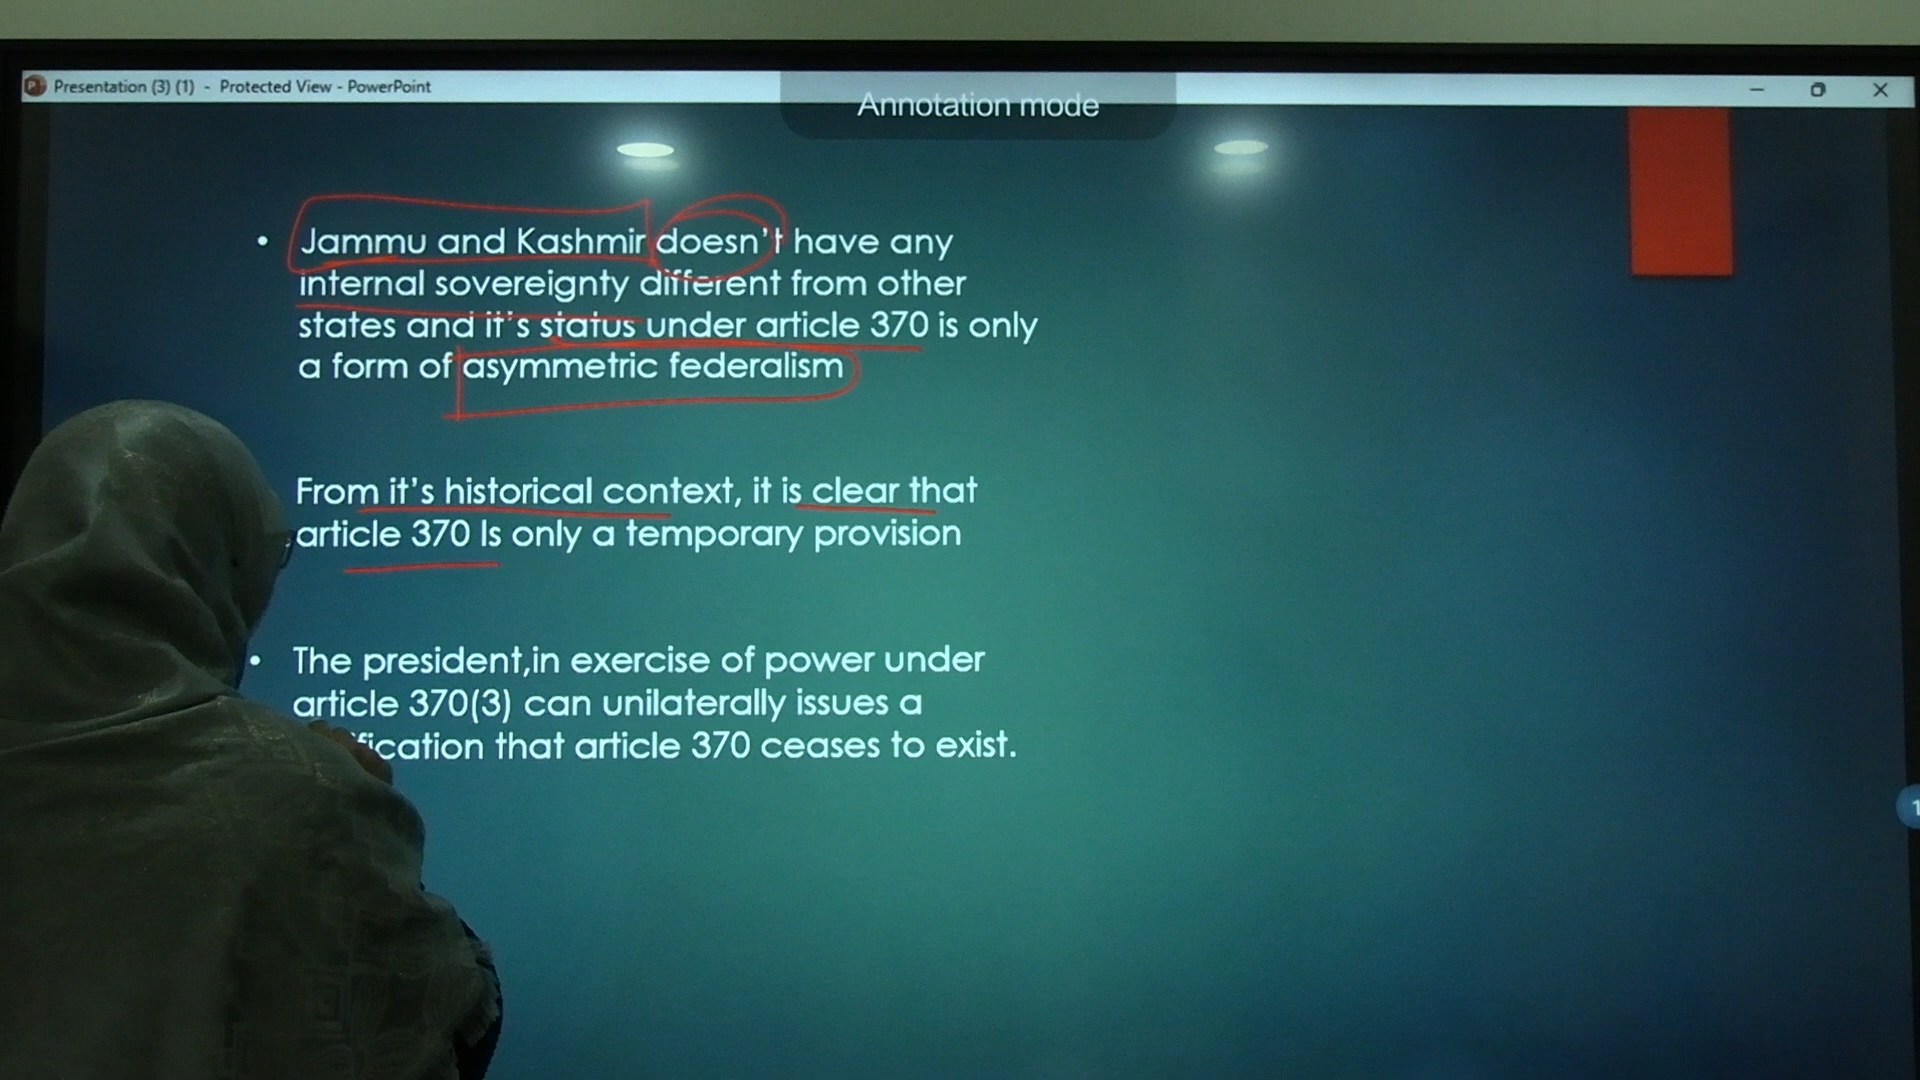 Presentation (3) (1) - Protected View - PowerPoint
Annotation mode
• Jammu and Kashmir doesn't have any
internal sovereignty different from other
states and it's status under article 370 is only
a form of asymmetric federalism
From it's historical context, it is clear that
article 370 Is only a temporary provision
• The president,in exercise of power under
article 370(3) can unilaterally issues a
fication that article 370 ceases to exist.
1